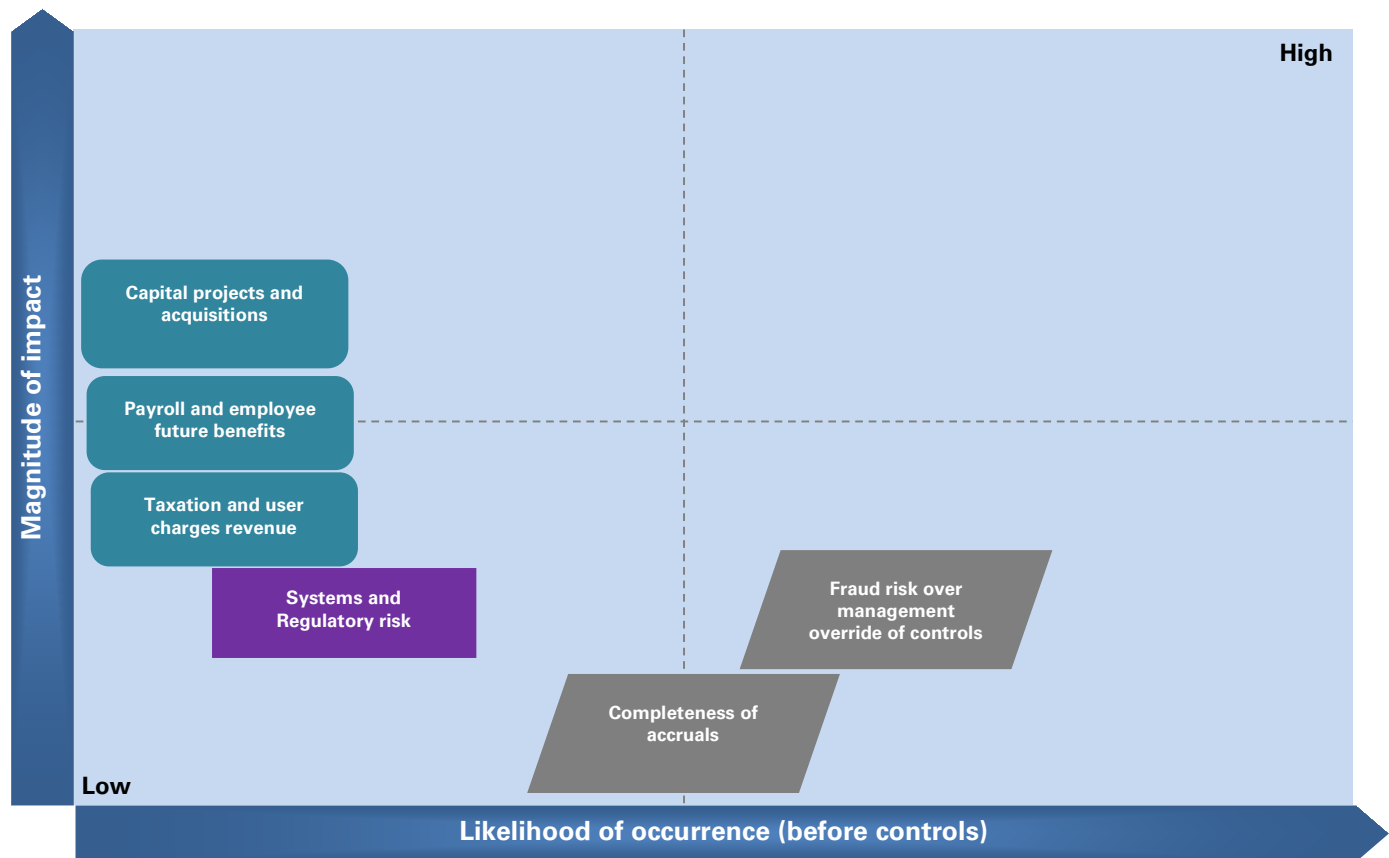 High
Magnitude of impact
Capital projects and
acquisitions
Payroll and employee
future benefits
Taxation and user
charges revenue
Systems and
Regulatory risk
Fraud risk over
management
override of controls
Completeness of
accruals
Low
Likelihood of occurrence (before controls)